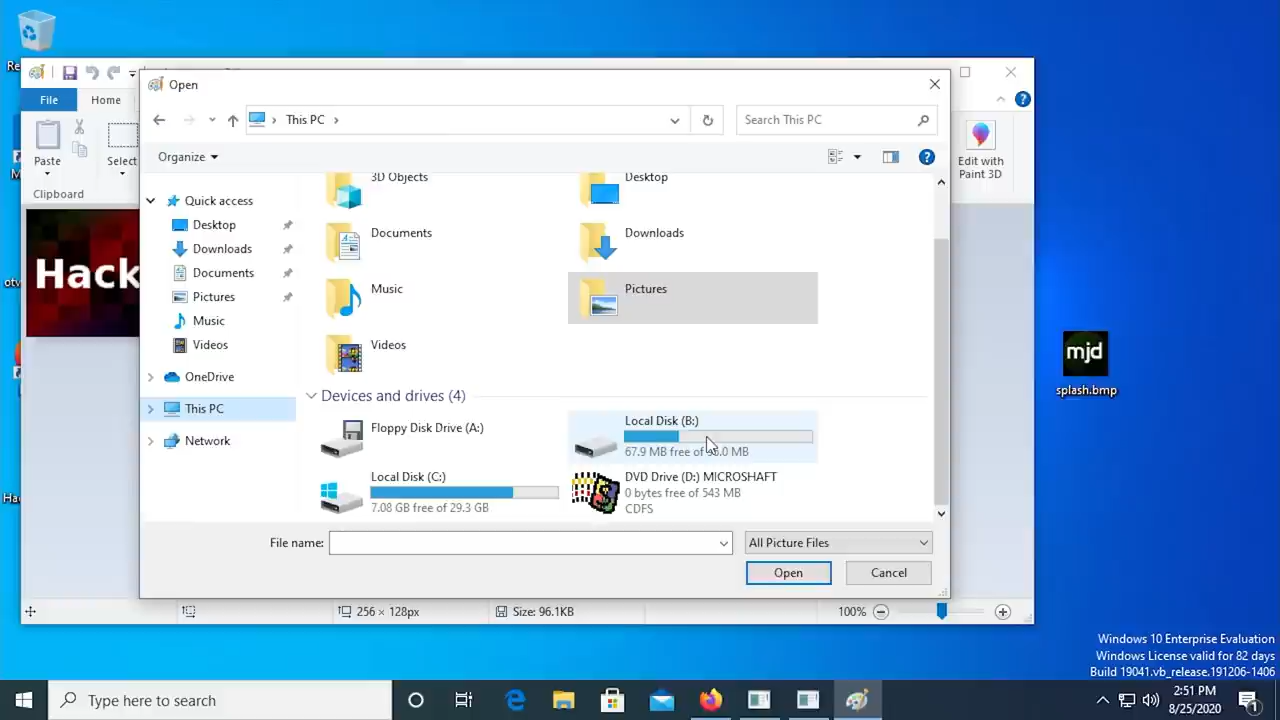 Re
Open
File
Home
This PC
Search This PC
Organize
Paste
Select
Clipboard
Edit with
Paint 3D
Quick access
Desktop
Downloads
Documents
Pictures
Music
Videos
OneDrive
This PC
Network
3D Objects
Desktop
Documents
Downloads
Music
Pictures
Videos
Devices and drives (4)
Floppy Disk Drive (A:)
Local Disk (B:)
67.9 MB free of
.0 MB
Local Disk (C:)
7.08 GB free of 29.3 GB
DVD Drive (D:) MICROSHAFT
0 bytes free of 543 MB
CDFS
File name:
All Picture Files
Open
Cancel
Hack
otv
M
Hac
mjd
splash.bmp
256 × 128px
Size: 96.1KB
100%
Windows 10 Enterprise Evaluation
Windows License valid for 82 days
Build 19041.vb_release.191206-1406
Type here to search
2:51 PM
8/25/2020
1